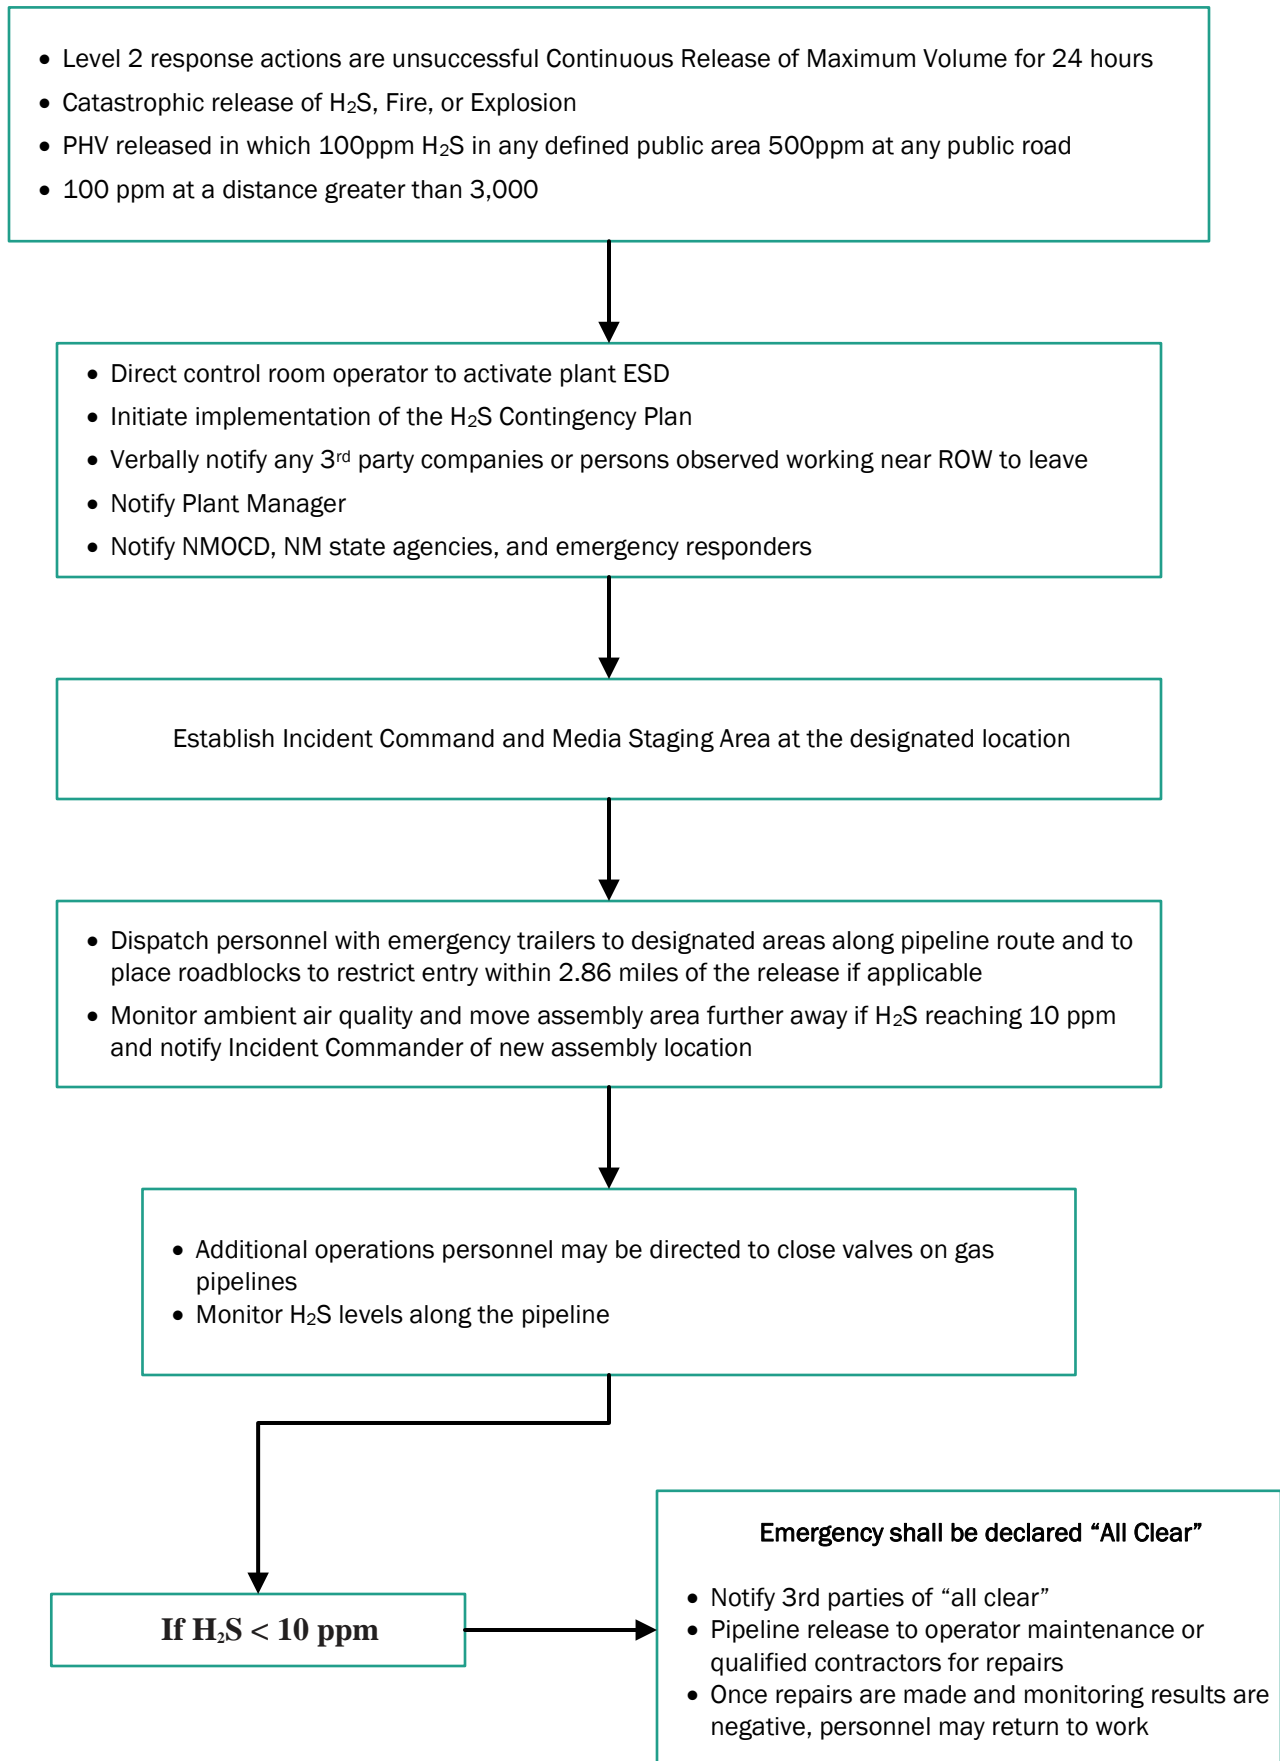 • Level 2 response actions are unsuccessful Continuous Release of Maximum Volume for 24 hours
• Catastrophic release of H₂S, Fire, or Explosion
• PHV released in which 100ppm H₂S in any defined public area 500ppm at any public road
• 100 ppm at a distance greater than 3,000
• Direct control room operator to activate plant ESD
• Initiate implementation of the H₂S Contingency Plan
• Verbally notify any 3rd party companies or persons observed working near ROW to leave
• Notify Plant Manager
• Notify NMOCD, NM state agencies, and emergency responders
Establish Incident Command and Media Staging Area at the designated location
• Dispatch personnel with emergency trailers to designated areas along pipeline route and to
place roadblocks to restrict entry within 2.86 miles of the release if applicable
• Monitor ambient air quality and move assembly area further away if H₂S reaching 10 ppm
and notify Incident Commander of new assembly location
• Additional operations personnel may be directed to close valves on gas
pipelines
• Monitor H₂S levels along the pipeline
If H₂S < 10 ppm
Emergency shall be declared “All Clear”
• Notify 3rd parties of “all clear”
• Pipeline release to operator maintenance or
qualified contractors for repairs
• Once repairs are made and monitoring results are
negative, personnel may return to work